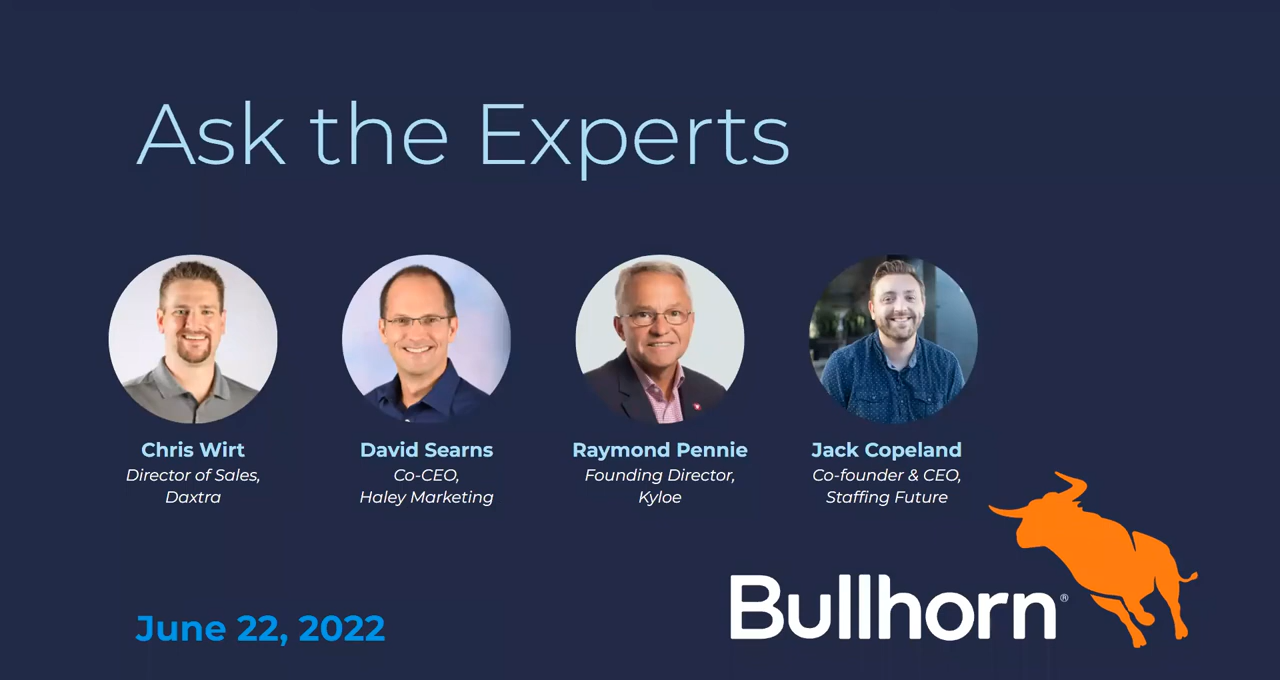 Ask the Experts
Chris Wirt
Director of Sales,
Daxtra
David Searns
Co-CEO,
Haley Marketing
Raymond Pennie
Founding Director,
Kyloe
Jack Copeland
Co-founder & CEO,
Staffing Future
June 22, 2022
Bullhorn®